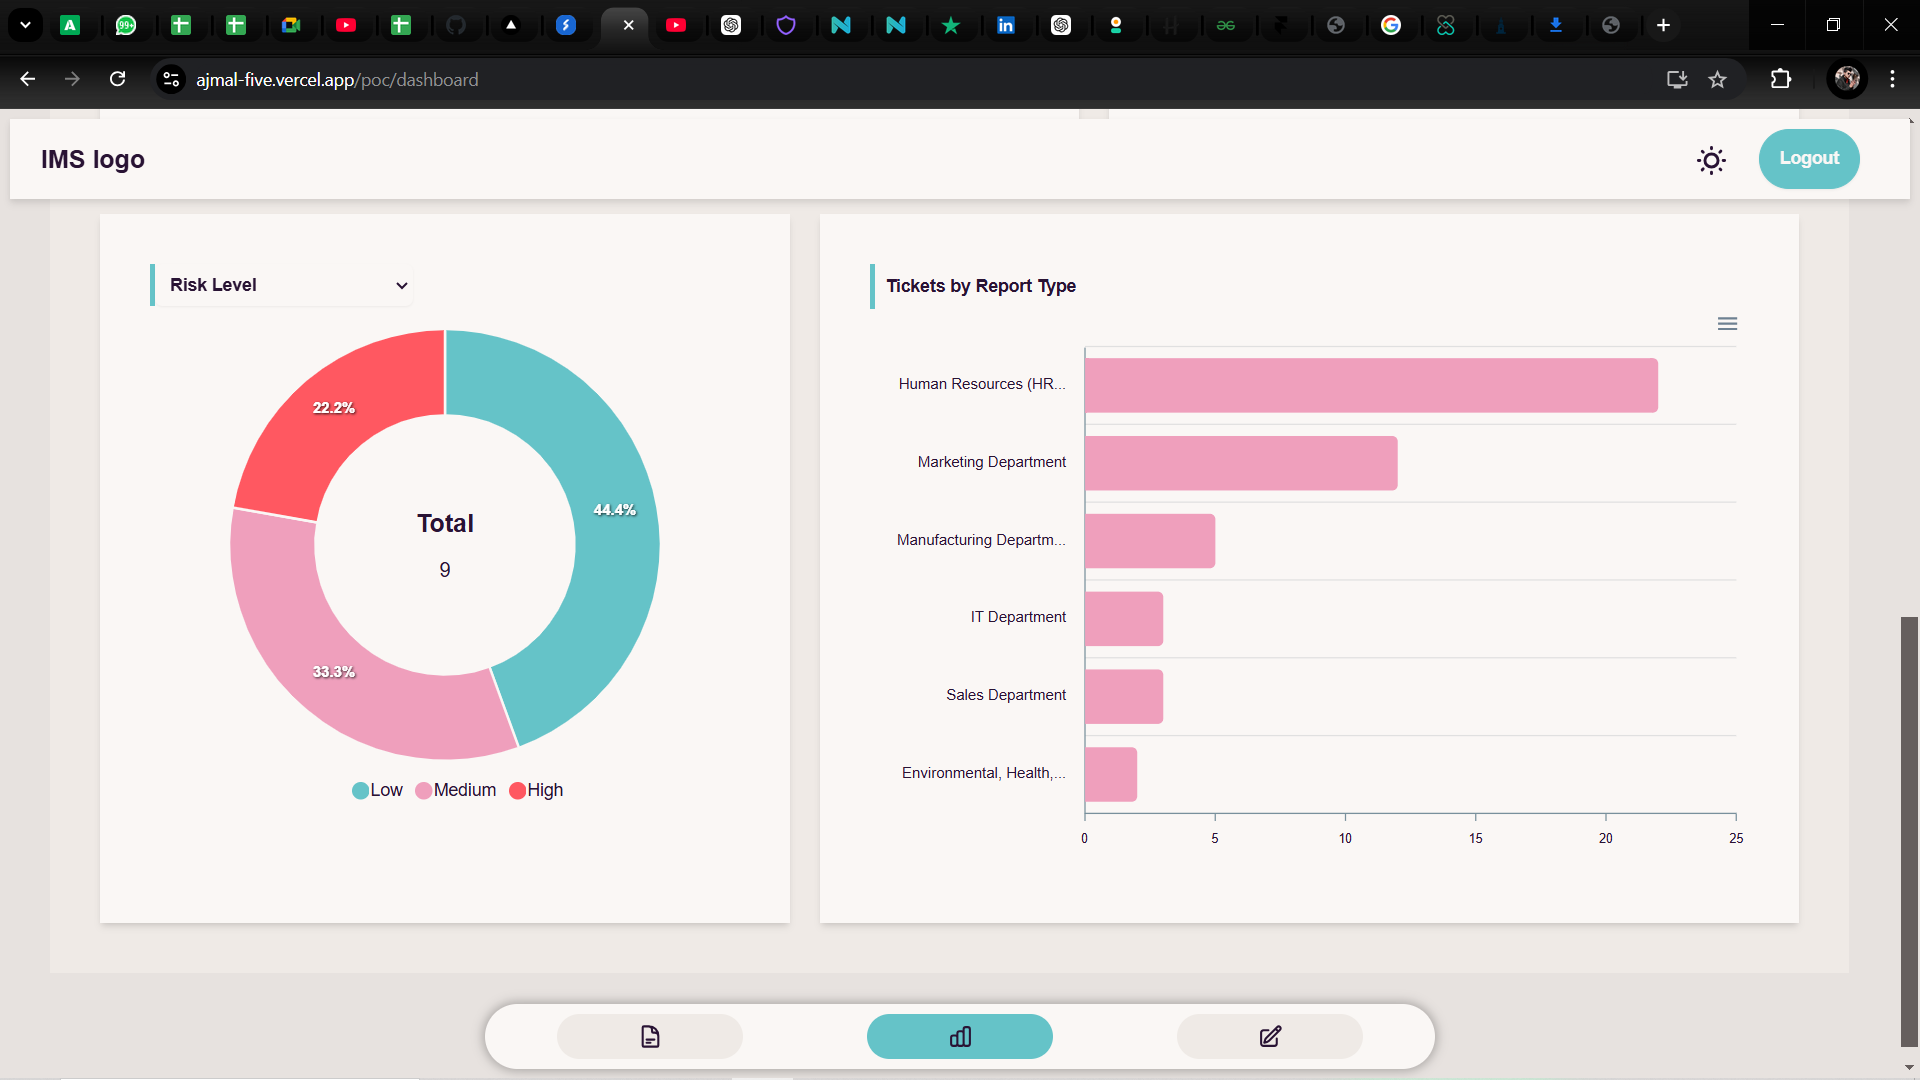 99+
ajmal-five.vercel.app/poc/dashboard
IMS logo
Logout
Risk Level
22.2%
44.4%
33.3%
Total
9
Low
Medium
High
Tickets by Report Type
Human Resources (HR...
Marketing Department
Manufacturing Departm...
IT Department
Sales Department
Environmental, Health,...
0 5 10 15 20 25